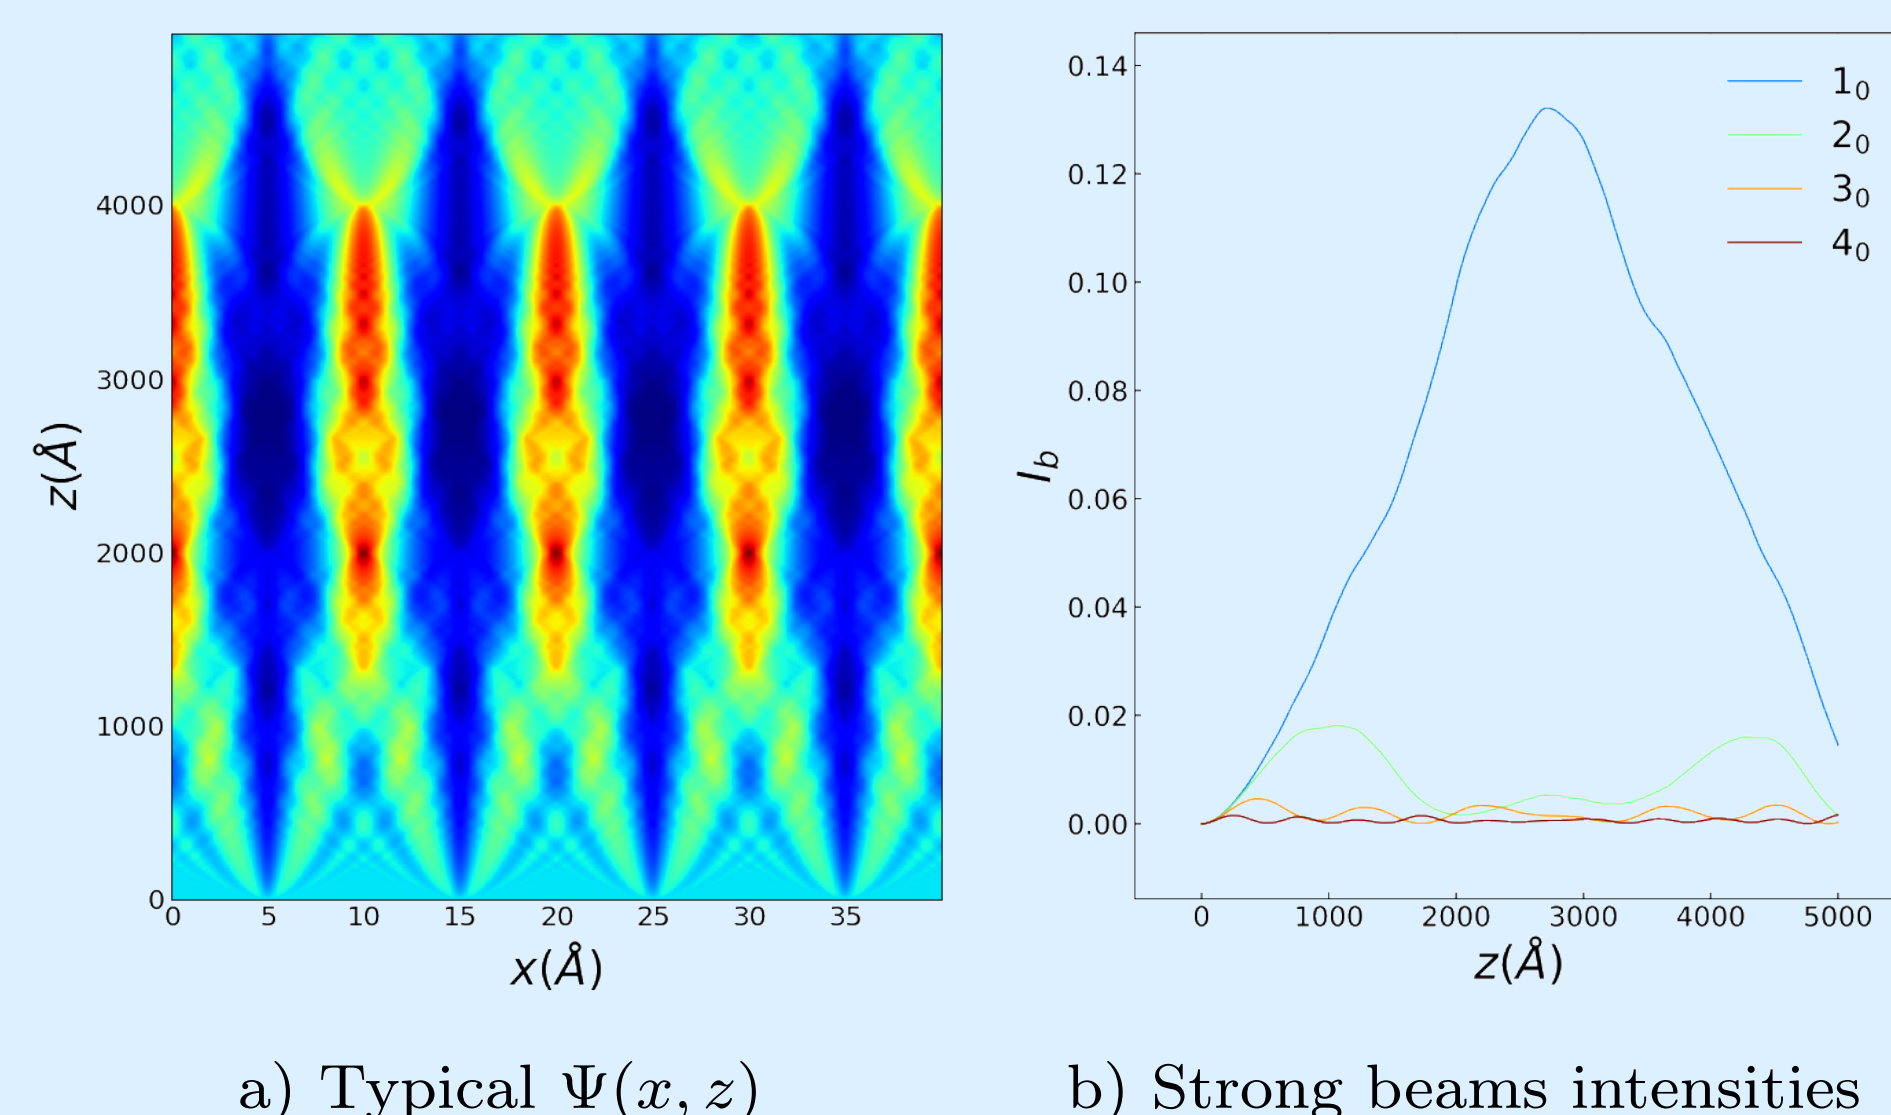 4000
3000
2000
1000
0
z(Å)
0 5 10 15 20 25 30 35
x(Å)
a) Typical Ψ(x, z)
0.14
0.12
0.10
0.08
0.06
0.04
0.02
0.00
I_b
1_0
2_0
3_0
4_0
0 1000 2000 3000 4000 5000
z(Å)
b) Strong beams intensities